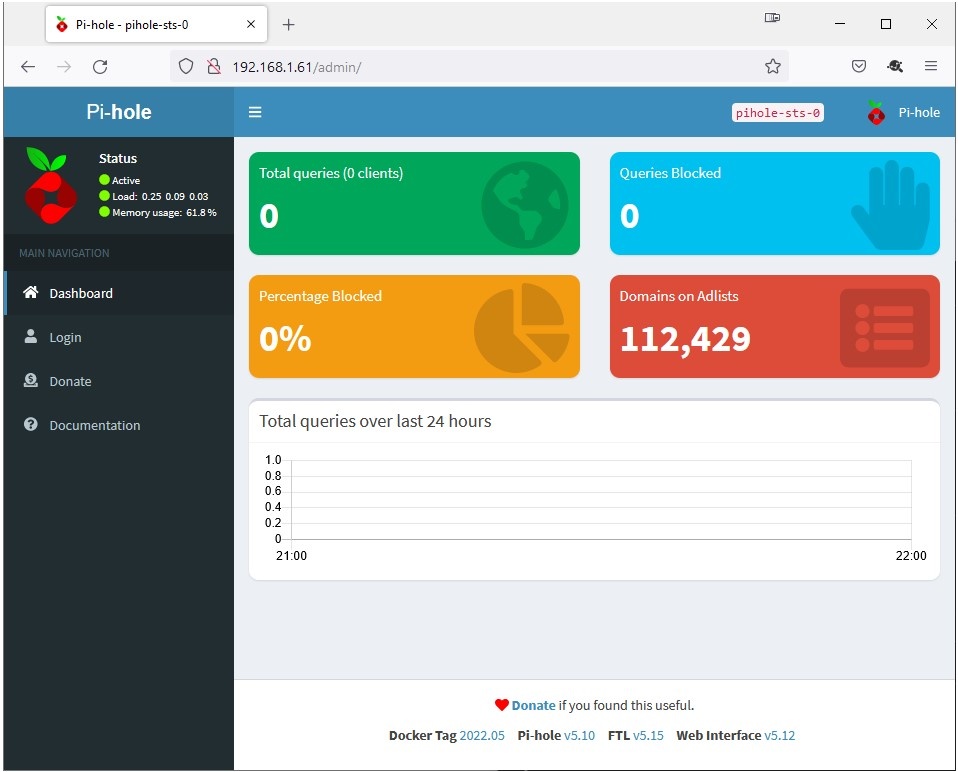 Pi-hole - pihole-sts-0
192.168.1.61/admin/
Pi-hole
pihole-sts-0
Pi-hole
Status
Active
Load: 0.25 0.09 0.03
Memory usage: 61.8 %
MAIN NAVIGATION
Dashboard
Login
Donate
Documentation
Total queries (0 clients)
0
Queries Blocked
0
Percentage Blocked
0%
Domains on Adlists
112,429
Total queries over last 24 hours
1.0
0.8
0.6
0.4
0.2
0
21:00 22:00
Donate if you found this useful.
Docker Tag 2022.05 Pi-hole v5.10 FTL v5.15 Web Interface v5.12